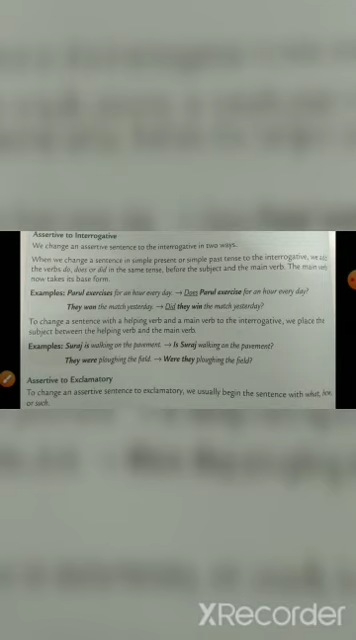 Assertive to Interrogative
We change an assertive sentence to the interrogative in two ways.
When we change a sentence in simple present or simple past tense to the interrogative, we add
the verbs do, does or did in the same tense, before the subject and the main verb. The main verb
now takes its base form.
Examples: Parul exercises for an hour every day. → Does Parul exercise for an hour every day?
They won the match yesterday. → Did they win the match yesterday?
To change a sentence with a helping verb and a main verb to the interrogative, we place the
subject between the helping verb and the main verb.
Examples: Suraj is walking on the pavement. → Is Suraj walking on the pavement?
They were ploughing the field. → Were they ploughing the field?
Assertive to Exclamatory
To change an assertive sentence to exclamatory, we usually begin the sentence with what, how,
or such.
XRecorder